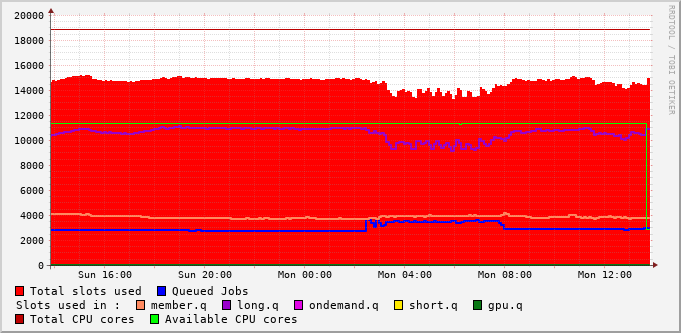 20000
18000
16000
14000
12000
10000
8000
6000
4000
2000
0
Sun 16:00 Sun 20:00 Mon 00:00 Mon 04:00 Mon 08:00 Mon 12:00
Total slots used Queued Jobs
Slots used in : member.q long.q ondemand.q short.q gpu.q
Total CPU cores Available CPU cores
RRDTOOL / TOBI OETIKER